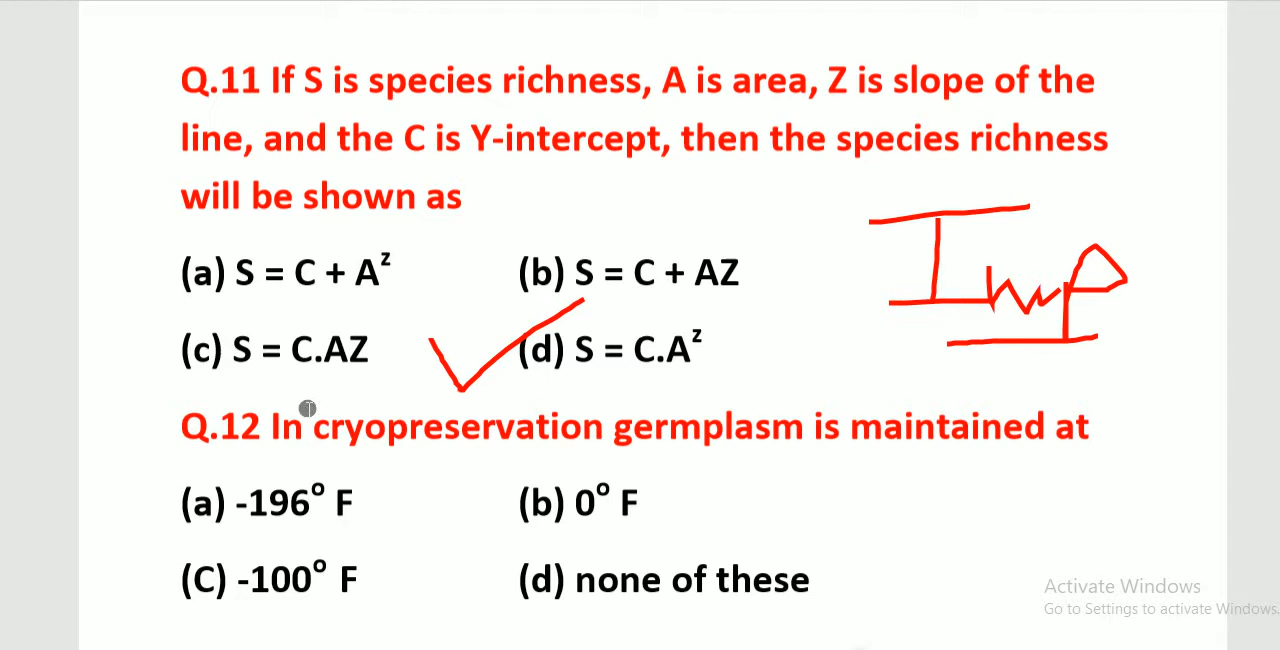 Q.11 If S is species richness, A is area, Z is slope of the
line, and the C is Y-intercept, then the species richness
will be shown as
(a) S = C + Aᶻ (b) S = C + AZ
Imp
(c) S = C.AZ (d) S = C.Aᶻ
Q.12 In cryopreservation germplasm is maintained at
(a) -196° F (b) 0° F
(C) -100° F (d) none of these
Activate Windows
Go to Settings to activate Windows.